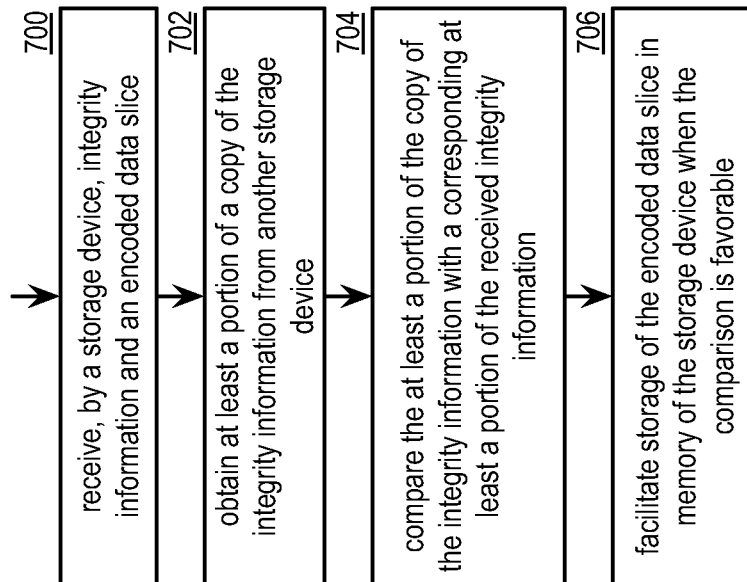 700
receive, by a storage device, integrity
information and an encoded data slice
702
obtain at least a portion of a copy of the
integrity information from another storage
device
704
compare the at least a portion of the copy of
the integrity information with a corresponding at
least a portion of the received integrity
information
706
facilitate storage of the encoded data slice in
memory of the storage device when the
comparison is favorable